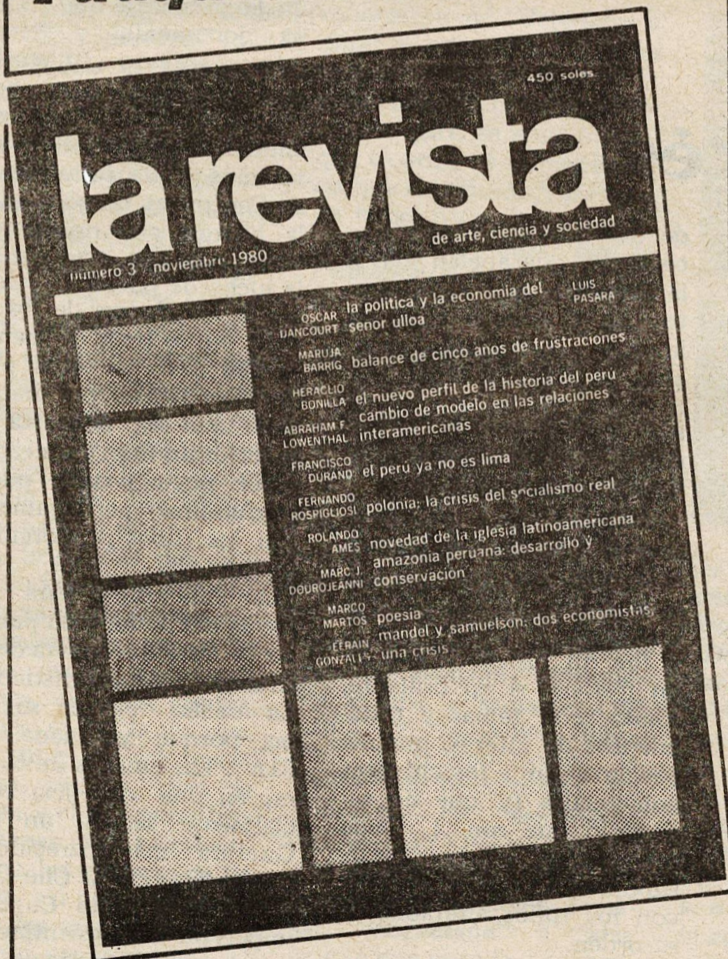 450 soles
la revista
de arte, ciencia y sociedad
numero 3 noviembre 1980
OSCAR DANCOURT la politica y la economia del senor ulloa LUIS PASARA
MARUJA BARRIG balance de cinco años de frustraciones
HERACLIO BONILLA el nuevo perfil de la historia del peru
ABRAHAM F. LOWENTHAL cambio de modelo en las relaciones interamericanas
FRANCISCO DURAND el perú ya no es lima
FERNANDO ROSPIGLIOSI polonia: la crisis del socialismo real
ROLANDO AMES novedad de la iglesia latinoamericana
MARC J. DOUROJEANNI amazonia peruana: desarrollo y conservación
MARCO MARTOS poesia
EFRAIN GONZALES mandel y samuelson: dos economistas, una crisis